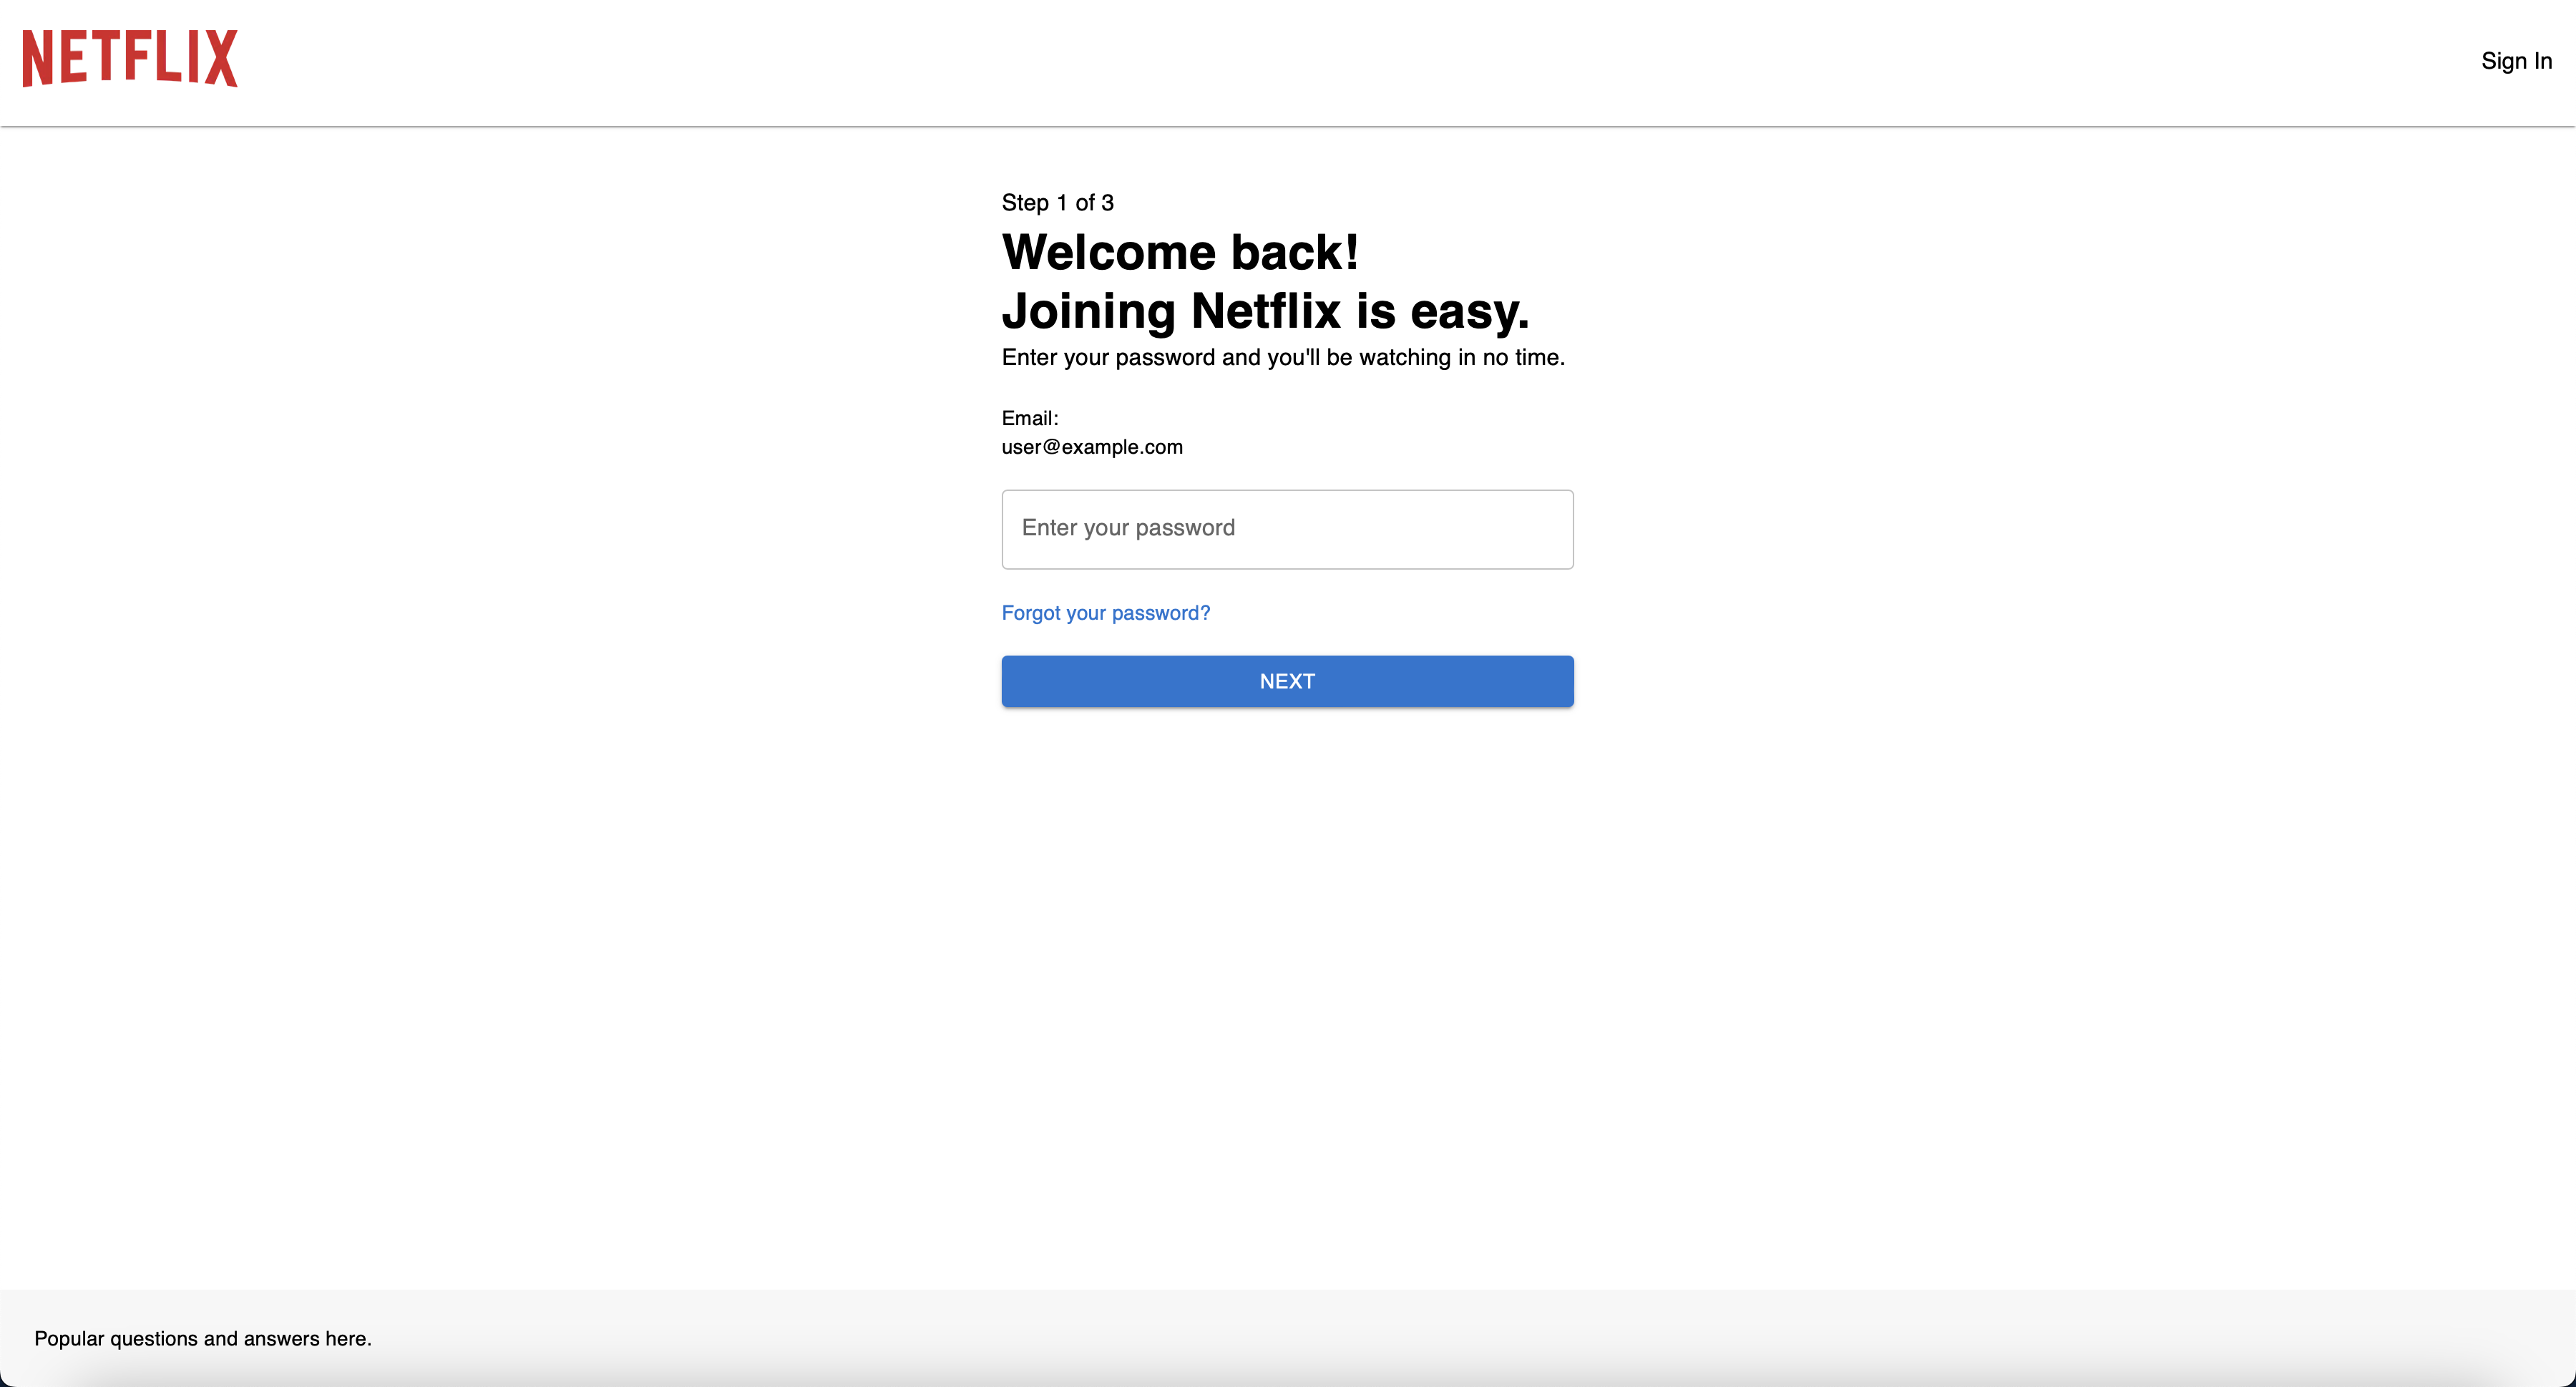 NETFLIX
Sign In
Step 1 of 3
Welcome back!
Joining Netflix is easy.
Enter your password and you'll be watching in no time.
Email:
user@example.com
Enter your password
Forgot your password?
NEXT
Popular questions and answers here.